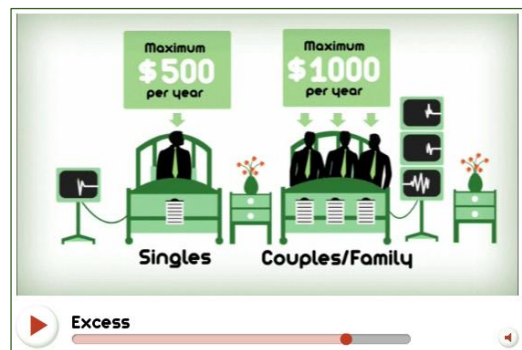 Maximum
$500
per year
Maximum
$1000
per year
Singles
Couples/Family
Excess